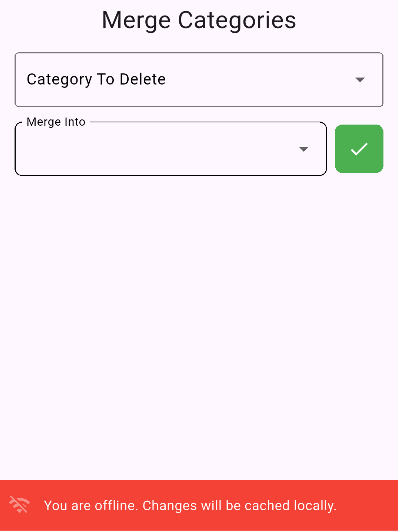 Merge Categories
Category To Delete
Merge Into
You are offline. Changes will be cached locally.